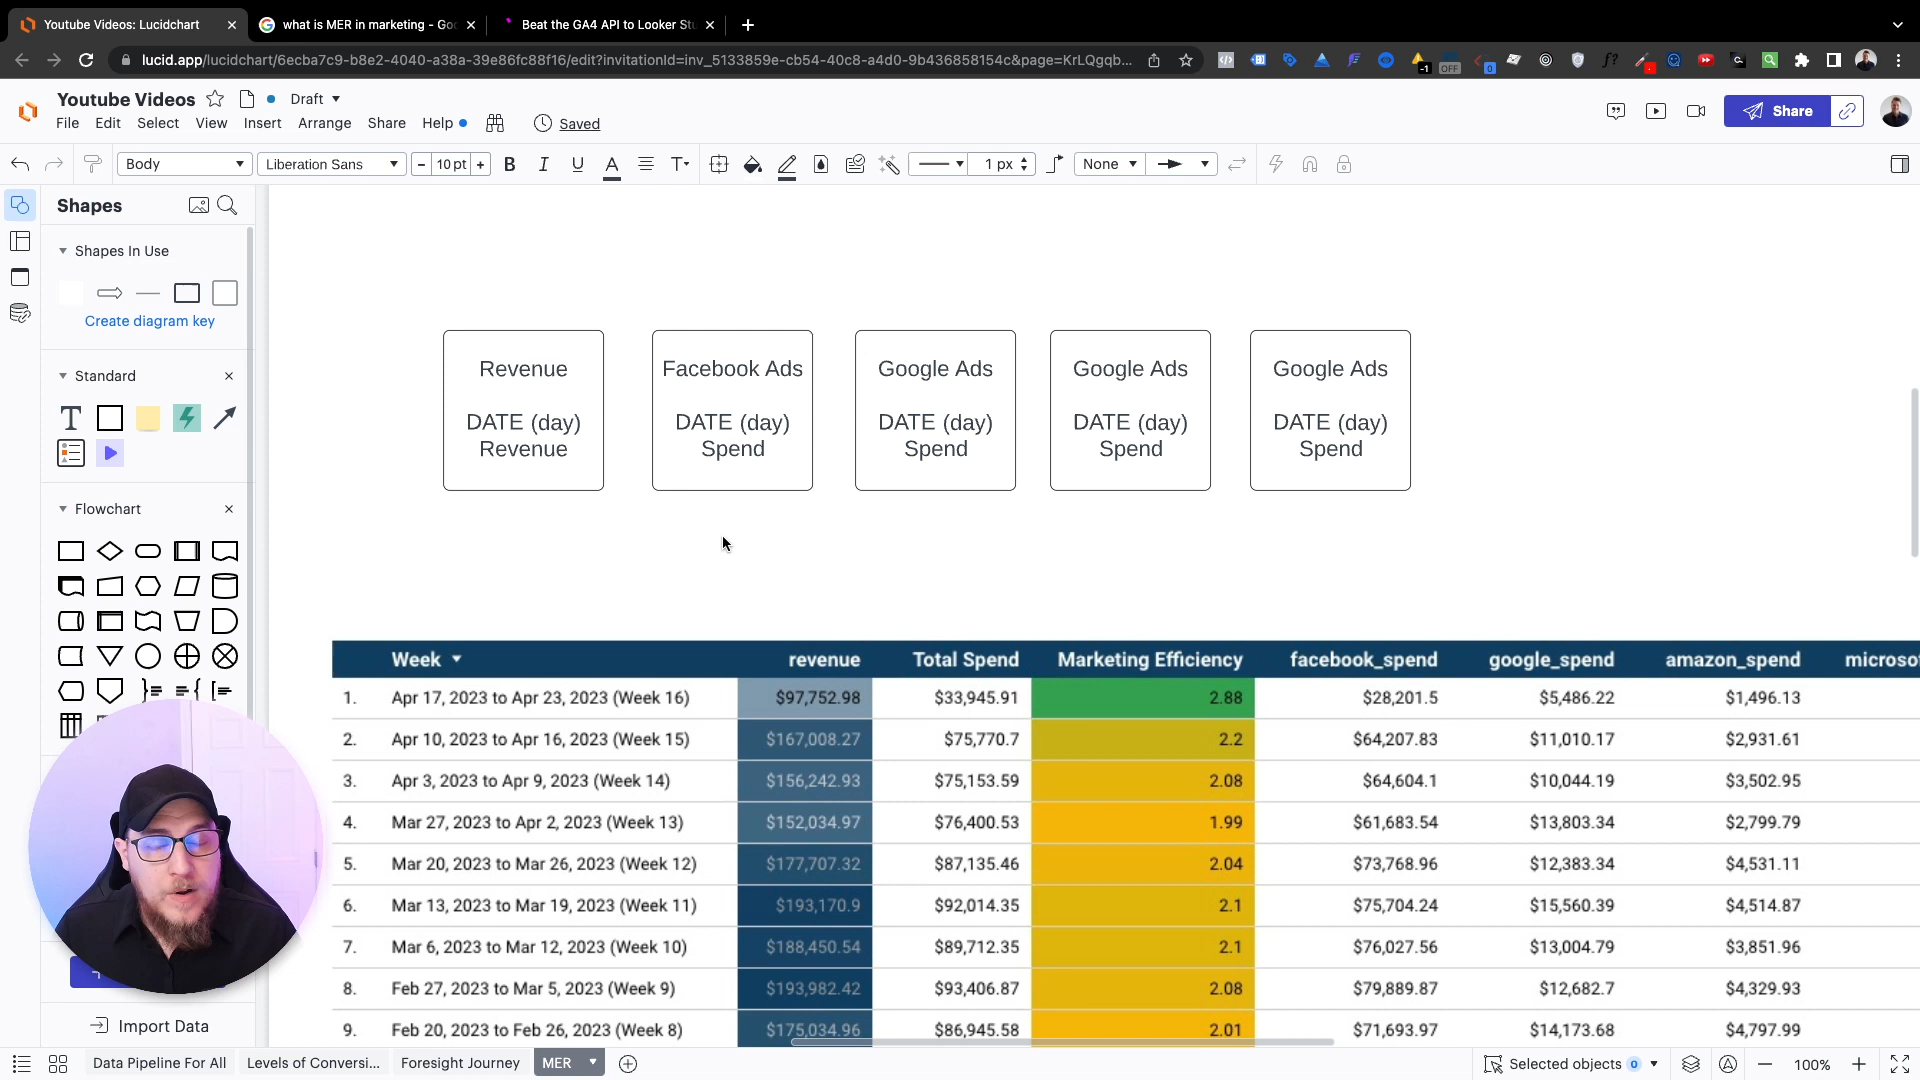 Youtube Videos: Lucidchart
what is MER in marketing - Goo
Beat the GA4 API to Looker Stu
lucid.app/lucidchart/6ecba7c9-b8e2-4040-a38a-39e86fc88f16/edit?invitationId=inv_5133859e-cb54-40c8-a4d0-9b436858154c&page=KrLQgqb...
Youtube Videos
Draft
File Edit Select View Insert Arrange Share Help
Saved
Share
Body
Liberation Sans
- 10 pt +
B I U A
1 px
None
Shapes
Shapes In Use
Create diagram key
Standard
Flowchart
Import Data
Revenue
DATE (day)
Revenue
Facebook Ads
DATE (day)
Spend
Google Ads
DATE (day)
Spend
Google Ads
DATE (day)
Spend
Google Ads
DATE (day)
Spend
Week revenue Total Spend Marketing Efficiency facebook_spend google_spend amazon_spend microsof
1. Apr 17, 2023 to Apr 23, 2023 (Week 16) $97,752.98 $33,945.91 2.88 $28,201.5 $5,486.22 $1,496.13
2. Apr 10, 2023 to Apr 16, 2023 (Week 15) $167,008.27 $75,770.7 2.2 $64,207.83 $11,010.17 $2,931.61
3. Apr 3, 2023 to Apr 9, 2023 (Week 14) $156,242.93 $75,153.59 2.08 $64,604.1 $10,044.19 $3,502.95
4. Mar 27, 2023 to Apr 2, 2023 (Week 13) $152,034.97 $76,400.53 1.99 $61,683.54 $13,803.34 $2,799.79
5. Mar 20, 2023 to Mar 26, 2023 (Week 12) $177,707.32 $87,135.46 2.04 $73,768.96 $12,383.34 $4,531.11
6. Mar 13, 2023 to Mar 19, 2023 (Week 11) $193,170.9 $92,014.35 2.1 $75,704.24 $15,560.39 $4,514.87
7. Mar 6, 2023 to Mar 12, 2023 (Week 10) $188,450.54 $89,712.35 2.1 $76,027.56 $13,004.79 $3,851.96
8. Feb 27, 2023 to Mar 5, 2023 (Week 9) $193,982.42 $93,406.87 2.08 $79,889.87 $12,682.7 $4,329.93
9. Feb 20, 2023 to Feb 26, 2023 (Week 8) $175,034.96 $86,945.58 2.01 $71,693.97 $14,173.68 $4,797.99
Data Pipeline For All
Levels of Conversi...
Foresight Journey
MER
Selected objects 0
100%